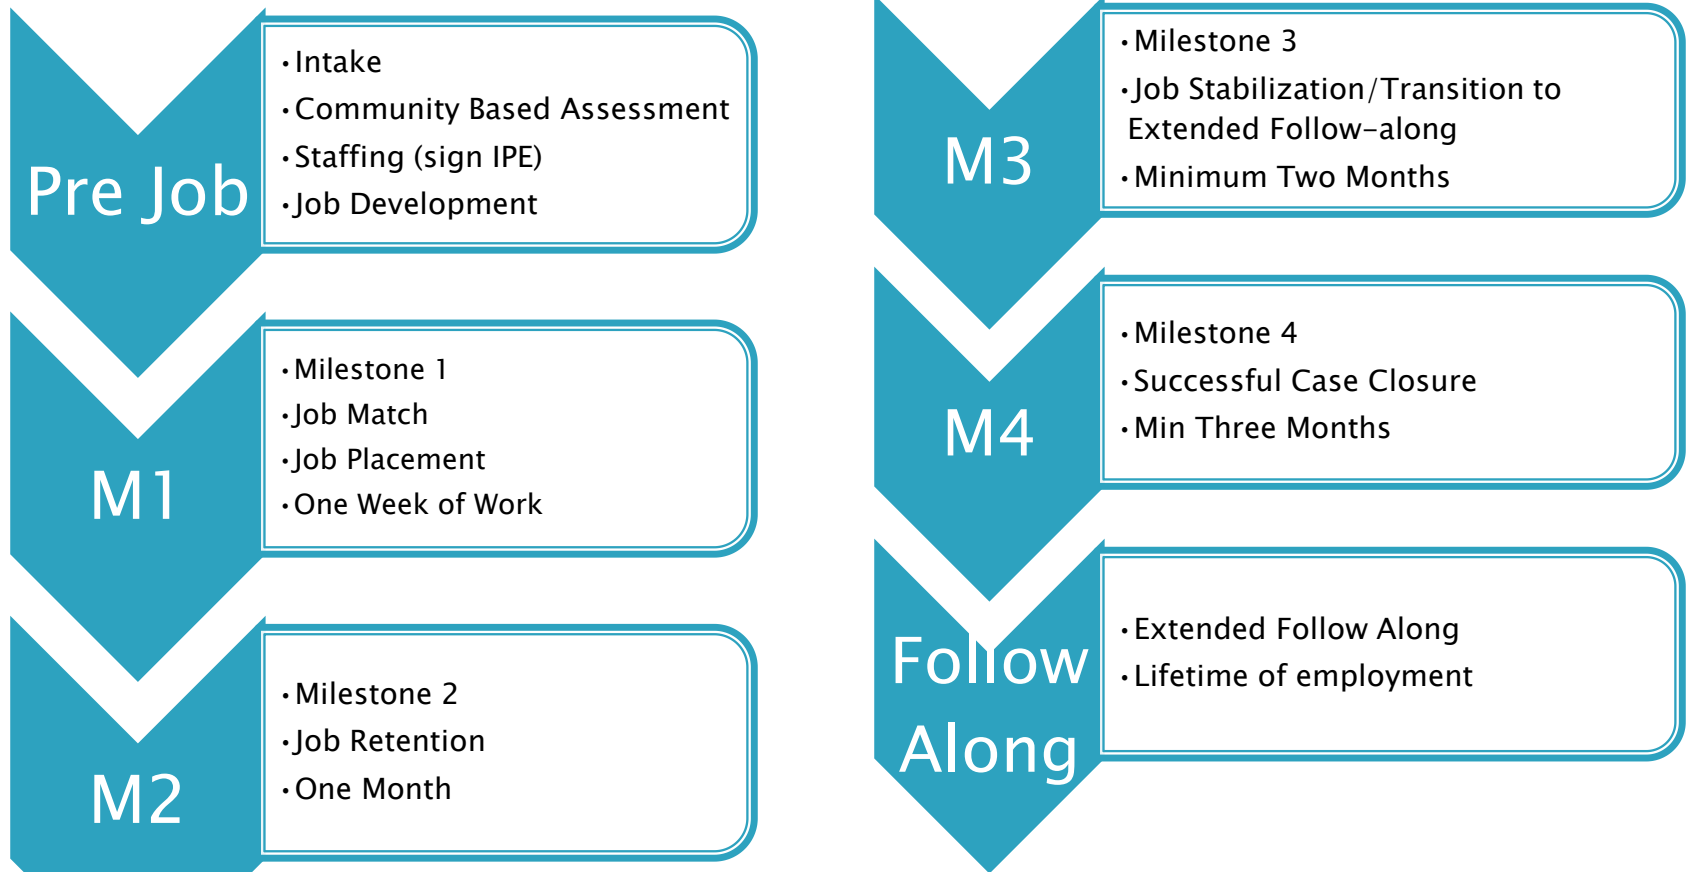 Pre Job
•Intake
•Community Based Assessment
•Staffing (sign IPE)
•Job Development
M1
•Milestone 1
•Job Match
•Job Placement
•One Week of Work
M2
•Milestone 2
•Job Retention
•One Month
M3
•Milestone 3
•Job Stabilization/Transition to
Extended Follow-along
•Minimum Two Months
M4
•Milestone 4
•Successful Case Closure
•Min Three Months
Follow
Along
•Extended Follow Along
•Lifetime of employment